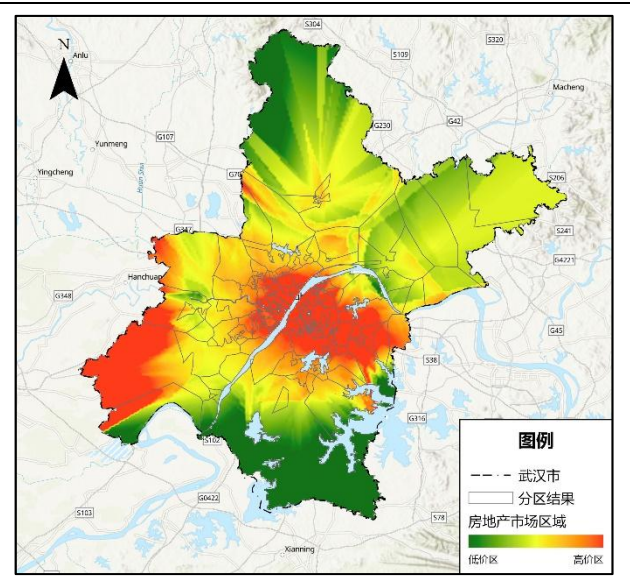 S304
N
Anlu
S109
S320
Macheng
G230
G42
G107
Yunmeng
Yingcheng
S206
G347
S241
G4221
Hanchuan
G348
G45
S38
G316
S102
G0422
S103
S78
Xianning
图例
武汉市
分区结果
房地产市场区域
低价区 高价区